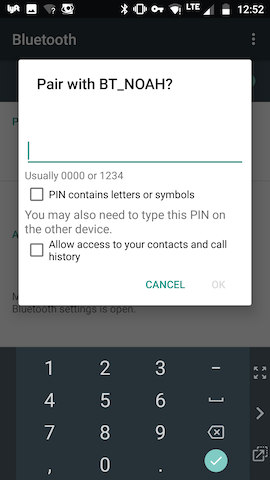 LTE 12:52
Bluetooth
Pair with BT_NOAH?
Usually 0000 or 1234
PIN contains letters or symbols
You may also need to type this PIN on
the other device.
Allow access to your contacts and call
history
CANCEL OK
Bluetooth settings is open.
1 2 3 –
4 5 6
7 8 9
, 0 .